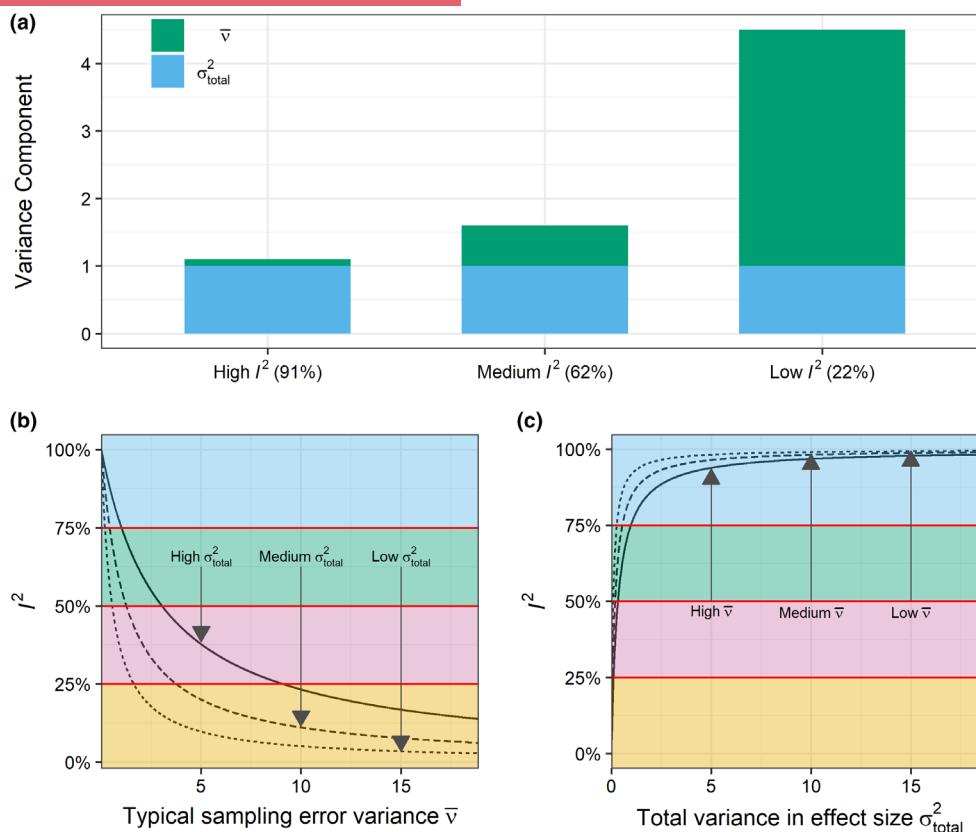 (a)
ν̄
σ²total
Variance Component
4
3
2
1
0
High I² (91%)
Medium I² (62%)
Low I² (22%)
(b)
I²
100%
75%
50%
25%
0%
High σ²total
Medium σ²total
Low σ²total
5
10
15
Typical sampling error variance ν̄
(c)
I²
100%
75%
50%
25%
0%
High ν̄
Medium ν̄
Low ν̄
0
5
10
15
Total variance in effect size σ²total